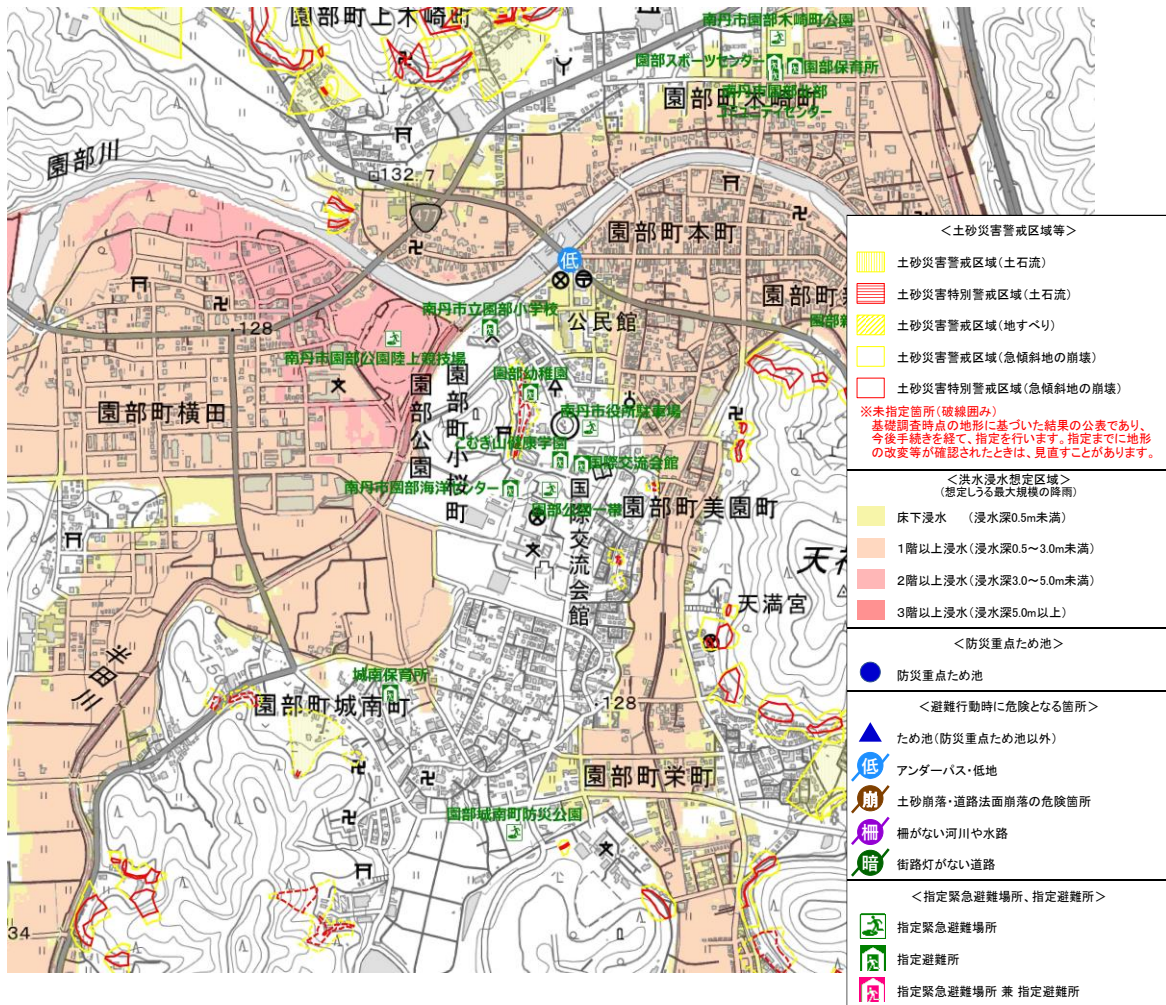 園部町上木崎町
南丹市園部木崎町公園
園部スポーツセンター
園部保育所
南丹市園部北部
コミュニティセンター
園部町木崎町
園部川
132.7
477
園部町本町
低
公民館
南丹市立園部小学校
128
南丹市園部公園陸上競技場
園部町横田
園部公園
園部町小桜町
園部幼稚園
南丹市役所駐車場
こむぎ山健康学園
国際交流会館
南丹市園部海洋センター
園部公園一帯
国際交流会館
園部町美園町
天満宮
半田川
城南保育所
園部町城南町
128
園部町栄町
園部城南町防災公園
34
<土砂災害警戒区域等>
土砂災害警戒区域(土石流)
土砂災害特別警戒区域(土石流)
土砂災害警戒区域(地すべり)
土砂災害警戒区域(急傾斜地の崩壊)
土砂災害特別警戒区域(急傾斜地の崩壊)
※未指定箇所(破線囲み)
基礎調査時点の地形に基づいた結果の公表であり、
今後手続きを経て、指定を行います。指定までに地形
の改変等が確認されたときは、見直すことがあります。
<洪水浸水想定区域>
(想定しうる最大規模の降雨)
床下浸水 (浸水深0.5m未満)
1階以上浸水(浸水深0.5~3.0m未満)
2階以上浸水(浸水深3.0~5.0m未満)
3階以上浸水(浸水深5.0m以上)
<防災重点ため池>
防災重点ため池
<避難行動時に危険となる箇所>
ため池(防災重点ため池以外)
低 アンダーパス・低地
崩 土砂崩落・道路法面崩落の危険箇所
柵 柵がない河川や水路
暗 街路灯がない道路
<指定緊急避難場所、指定避難所>
指定緊急避難場所
指定避難所
指定緊急避難場所 兼 指定避難所